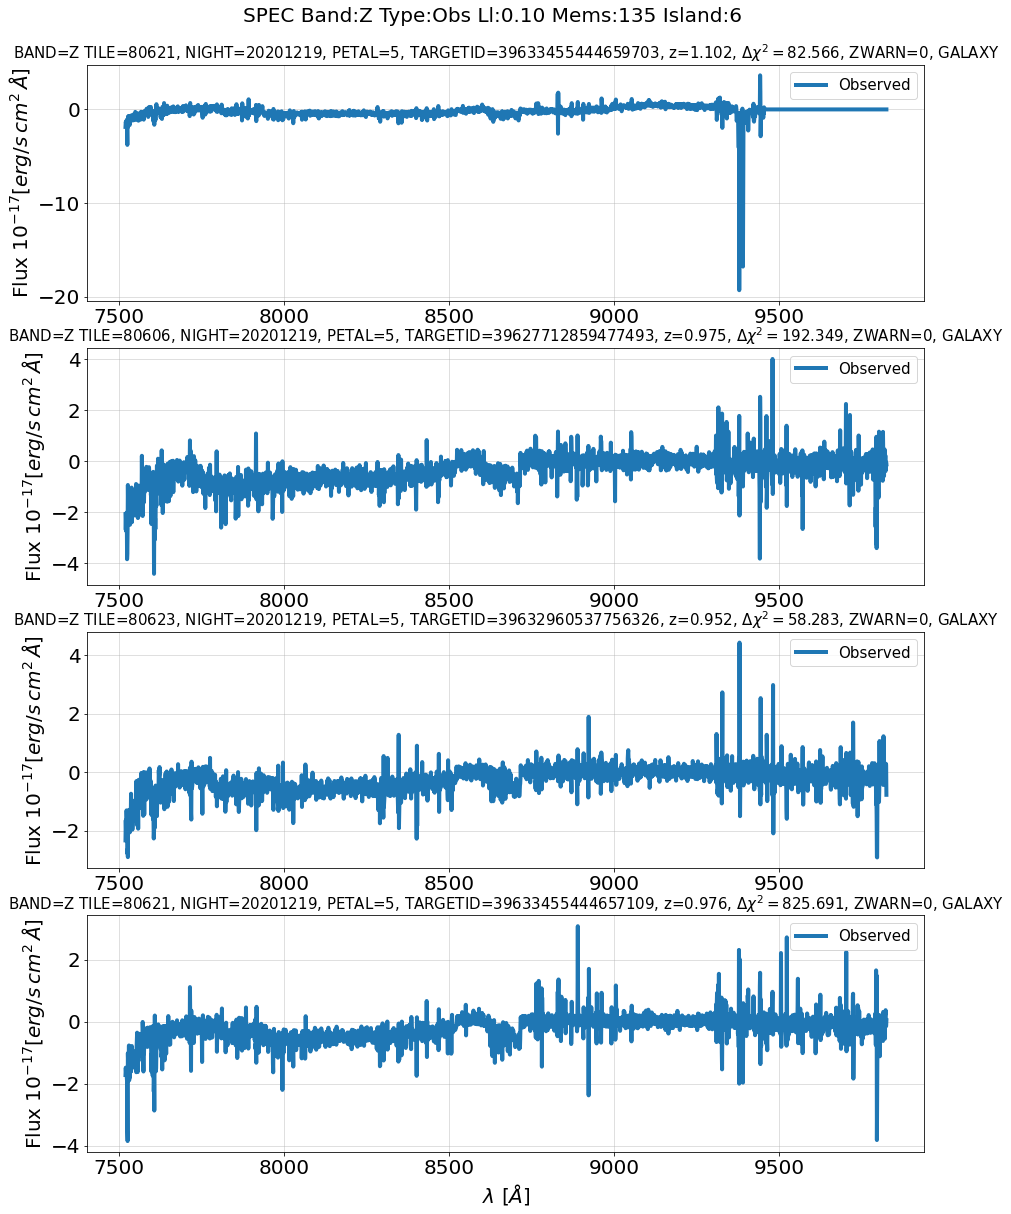 SPEC Band:Z Type:Obs Ll:0.10 Mems:135 Island:6
BAND=Z TILE=80621, NIGHT=20201219, PETAL=5, TARGETID=39633455444659703, z=1.102, Δχ² = 82.566, ZWARN=0, GALAXY
Observed
Flux 10⁻¹⁷[erg/s cm² Å]
0
−10
−20
7500 8000 8500 9000 9500
BAND=Z TILE=80606, NIGHT=20201219, PETAL=5, TARGETID=39627712859477493, z=0.975, Δχ² = 192.349, ZWARN=0, GALAXY
Observed
Flux 10⁻¹⁷[erg/s cm² Å]
4
2
0
−2
−4
7500 8000 8500 9000 9500
BAND=Z TILE=80623, NIGHT=20201219, PETAL=5, TARGETID=39632960537756326, z=0.952, Δχ² = 58.283, ZWARN=0, GALAXY
Observed
Flux 10⁻¹⁷[erg/s cm² Å]
4
2
0
−2
7500 8000 8500 9000 9500
BAND=Z TILE=80621, NIGHT=20201219, PETAL=5, TARGETID=39633455444657109, z=0.976, Δχ² = 825.691, ZWARN=0, GALAXY
Observed
Flux 10⁻¹⁷[erg/s cm² Å]
2
0
−2
−4
7500 8000 8500 9000 9500
λ [Å]